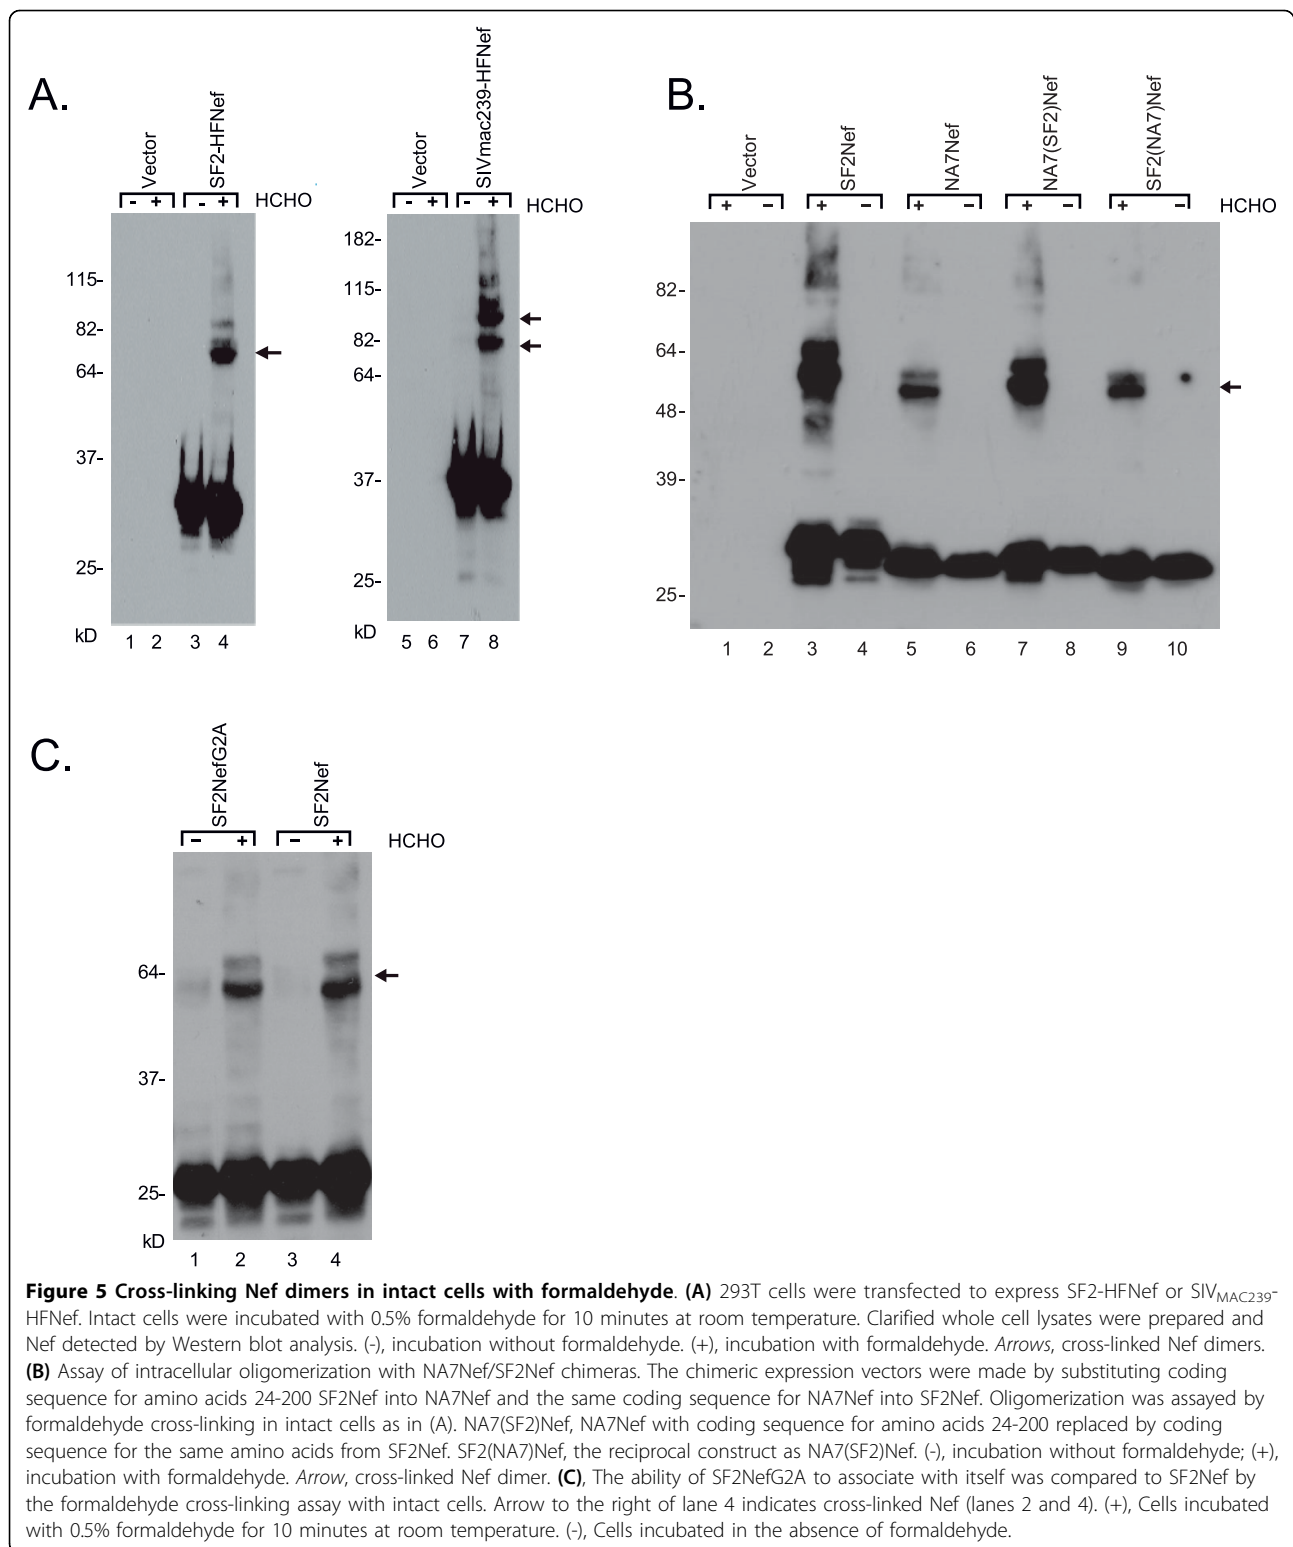 A.
Vector
SF2-HFNef
- + - + HCHO
115-
82-
64-
37-
25-
kD
1 2 3 4
Vector
SIVmac239-HFNef
- + - + HCHO
182-
115-
82-
64-
37-
25-
kD
5 6 7 8
B.
Vector
SF2Nef
NA7Nef
NA7(SF2)Nef
SF2(NA7)Nef
+ − + − + − + − + − HCHO
82-
64-
48-
39-
25-
1 2 3 4 5 6 7 8 9 10
C.
SF2NefG2A
SF2Nef
− + − + HCHO
64-
37-
25-
kD
1 2 3 4
Figure 5 Cross-linking Nef dimers in intact cells with formaldehyde. (A) 293T cells were transfected to express SF2-HFNef or SIVMAC239-
HFNef. Intact cells were incubated with 0.5% formaldehyde for 10 minutes at room temperature. Clarified whole cell lysates were prepared and
Nef detected by Western blot analysis. (-), incubation without formaldehyde. (+), incubation with formaldehyde. Arrows, cross-linked Nef dimers.
(B) Assay of intracellular oligomerization with NA7Nef/SF2Nef chimeras. The chimeric expression vectors were made by substituting coding
sequence for amino acids 24-200 SF2Nef into NA7Nef and the same coding sequence for NA7Nef into SF2Nef. Oligomerization was assayed by
formaldehyde cross-linking in intact cells as in (A). NA7(SF2)Nef, NA7Nef with coding sequence for amino acids 24-200 replaced by coding
sequence for the same amino acids from SF2Nef. SF2(NA7)Nef, the reciprocal construct as NA7(SF2)Nef. (-), incubation without formaldehyde; (+),
incubation with formaldehyde. Arrow, cross-linked Nef dimer. (C), The ability of SF2NefG2A to associate with itself was compared to SF2Nef by
the formaldehyde cross-linking assay with intact cells. Arrow to the right of lane 4 indicates cross-linked Nef (lanes 2 and 4). (+), Cells incubated
with 0.5% formaldehyde for 10 minutes at room temperature. (-), Cells incubated in the absence of formaldehyde.